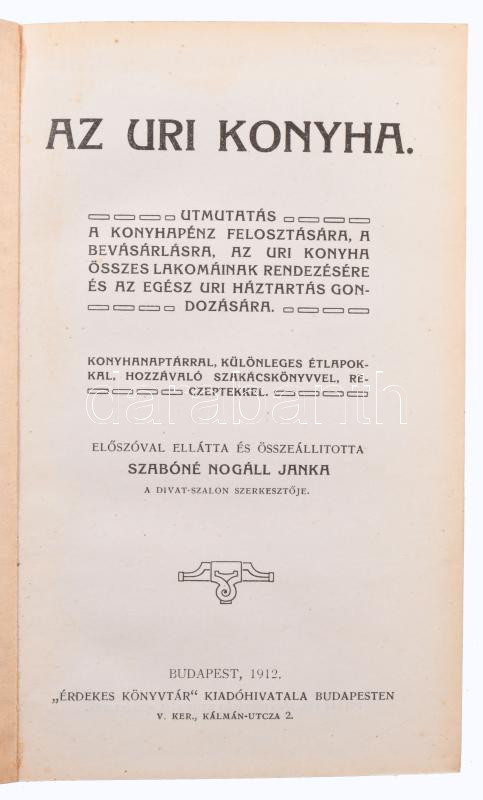 AZ URI KONYHA.
UTMUTATÁS
A KONYHAPÉNZ FELOSZTÁSÁRA, A
BEVÁSÁRLÁSRA, AZ URI KONYHA
ÖSSZES LAKOMÁINAK RENDEZÉSÉRE
ÉS AZ EGÉSZ URI HÁZTARTÁS GON-
DOZÁSÁRA.
KONYHANAPTÁRRAL, KÜLÖNLEGES ÉTLAPOK-
KAL, HOZZÁVALÓ SZAKÁCSKÖNYVVEL, RE-
CZEPTEKKEL.
darabanth
ELŐSZÓVAL ELLÁTTA ÉS ÖSSZEÁLLITOTTA
SZABÓNÉ NOGÁLL JANKA
A DIVAT-SZALON SZERKESZTŐJE.
BUDAPEST, 1912.
„ÉRDEKES KÖNYVTÁR“ KIADÓHIVATALA BUDAPESTEN
V. KER., KÁLMÁN-UTCZA 2.